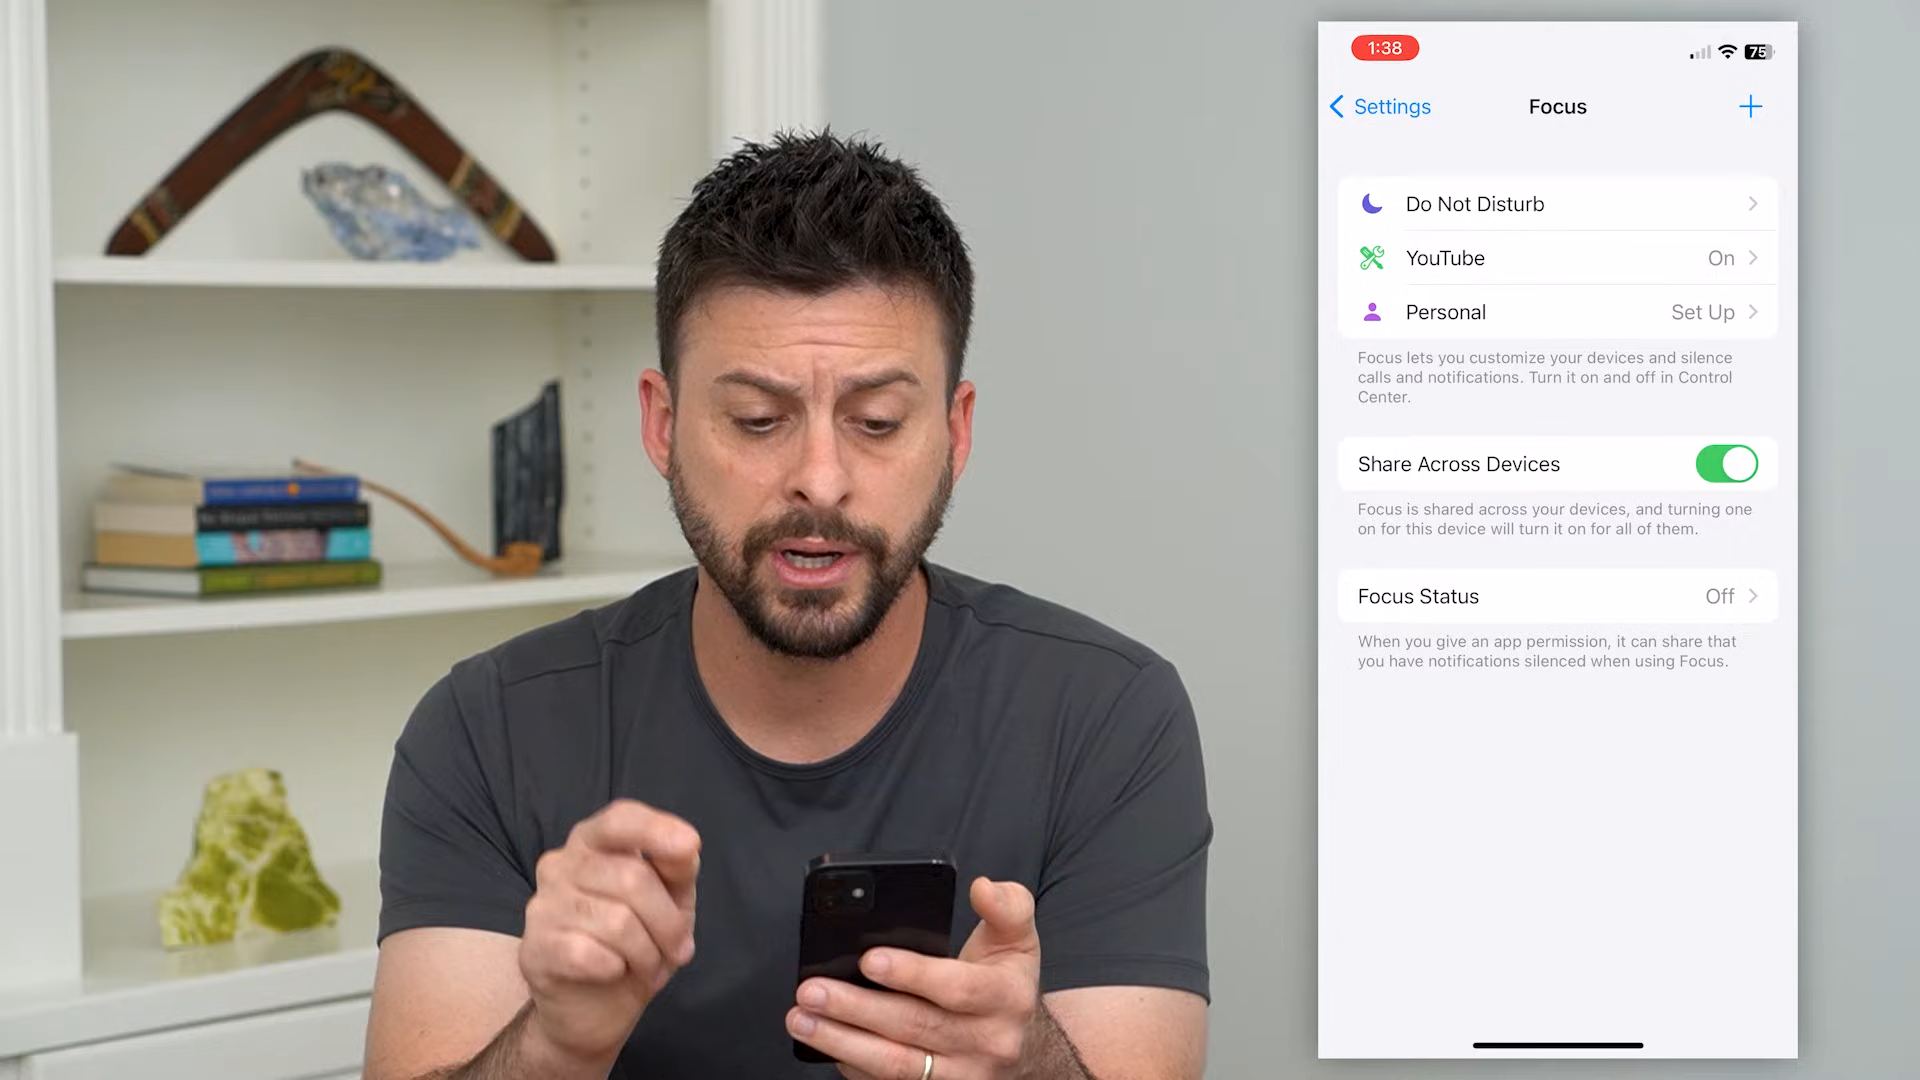 1:38
75
Settings
Focus
Do Not Disturb
YouTube
On
Personal
Set Up
Focus lets you customize your devices and silence
calls and notifications. Turn it on and off in Control
Center.
Share Across Devices
Focus is shared across your devices, and turning one
on for this device will turn it on for all of them.
Focus Status
Off
When you give an app permission, it can share that
you have notifications silenced when using Focus.